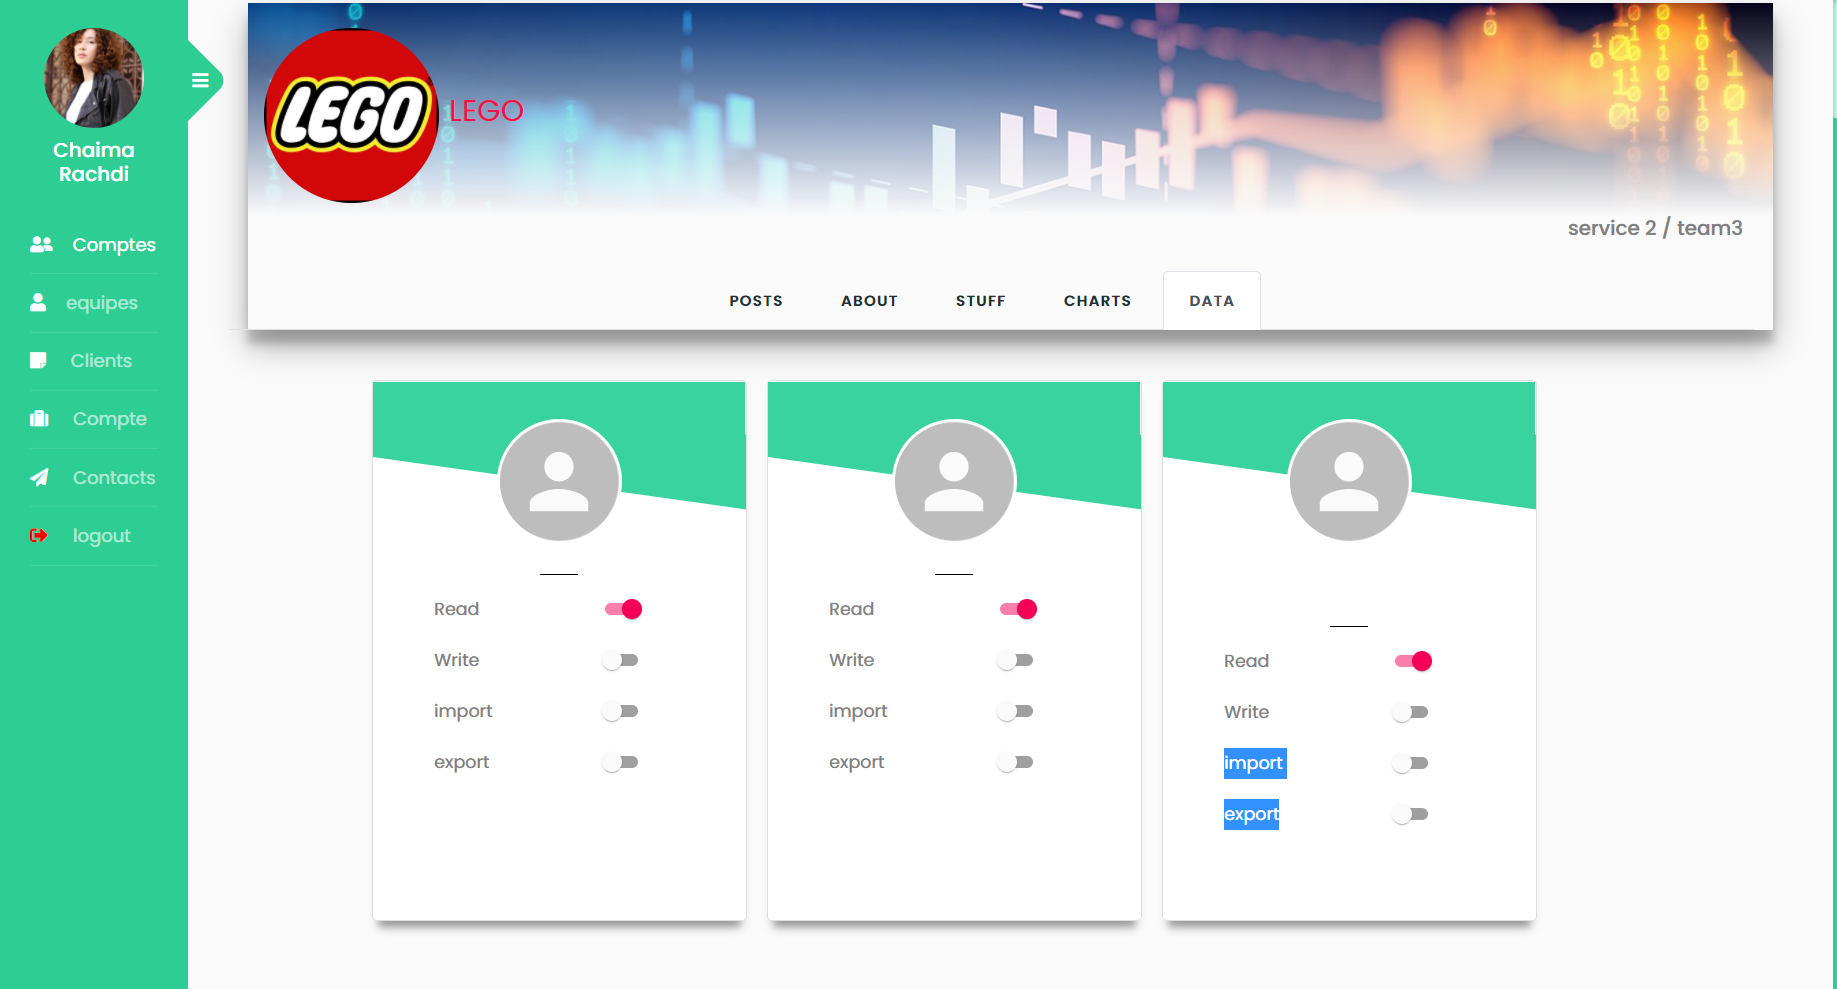 Chaima
Rachdi
Comptes
equipes
Clients
Compte
Contacts
logout
LEGO
LEGO
service 2 / team3
POSTS
ABOUT
STUFF
CHARTS
DATA
Read
Write
import
export
Read
Write
import
export
Read
Write
import
export